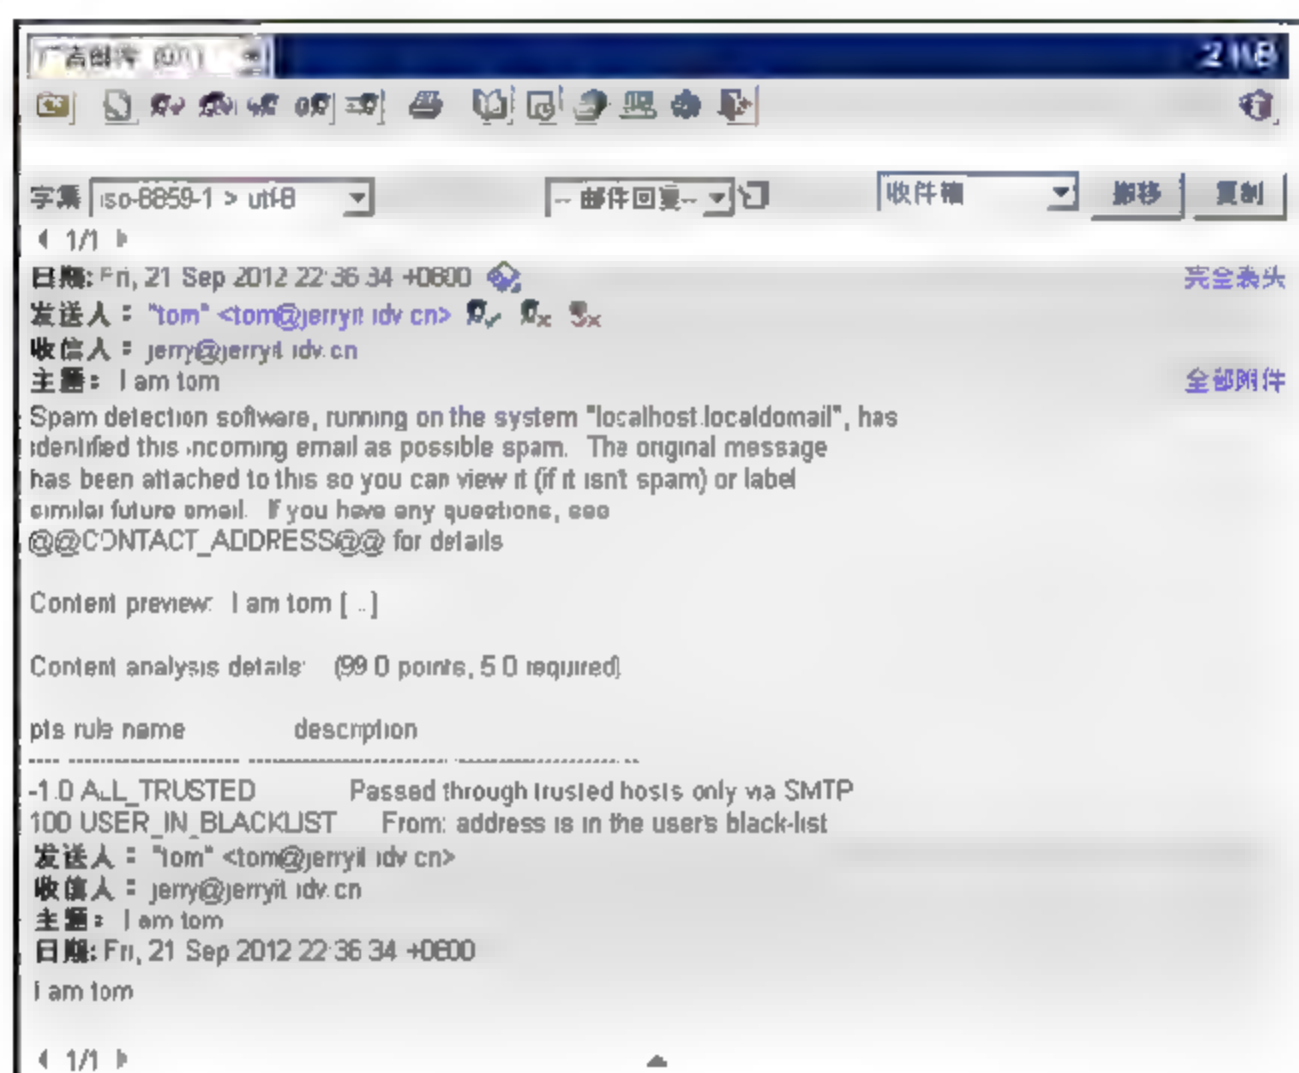 广告邮件 (0/1)
2 KB
字集 iso-8859-1 > utf-8 -- 邮件回复-- 收件箱 搬移 复制
1/1
日期: Fri, 21 Sep 2012 22:36:34 +0800 完全表头
发送人： "tom" <tom@jerryit.idv.cn>
收信人： jerry@jerryit.idv.cn
主题： I am tom 全部附件
Spam detection software, running on the system "localhost.localdomail", has
identified this incoming email as possible spam. The original message
has been attached to this so you can view it (if it isn't spam) or label
similar future email. If you have any questions, see
@@CONTACT_ADDRESS@@ for details
Content preview: I am tom [...]
Content analysis details: (99.0 points, 5.0 required)
pts rule name description
---- ---------------------- --------------------------------------------------
-1.0 ALL_TRUSTED Passed through trusted hosts only via SMTP
100 USER_IN_BLACKLIST From: address is in the user's black-list
发送人： "tom" <tom@jerryit.idv.cn>
收信人： jerry@jerryit.idv.cn
主题： I am tom
日期: Fri, 21 Sep 2012 22:36:34 +0800
I am tom
1/1